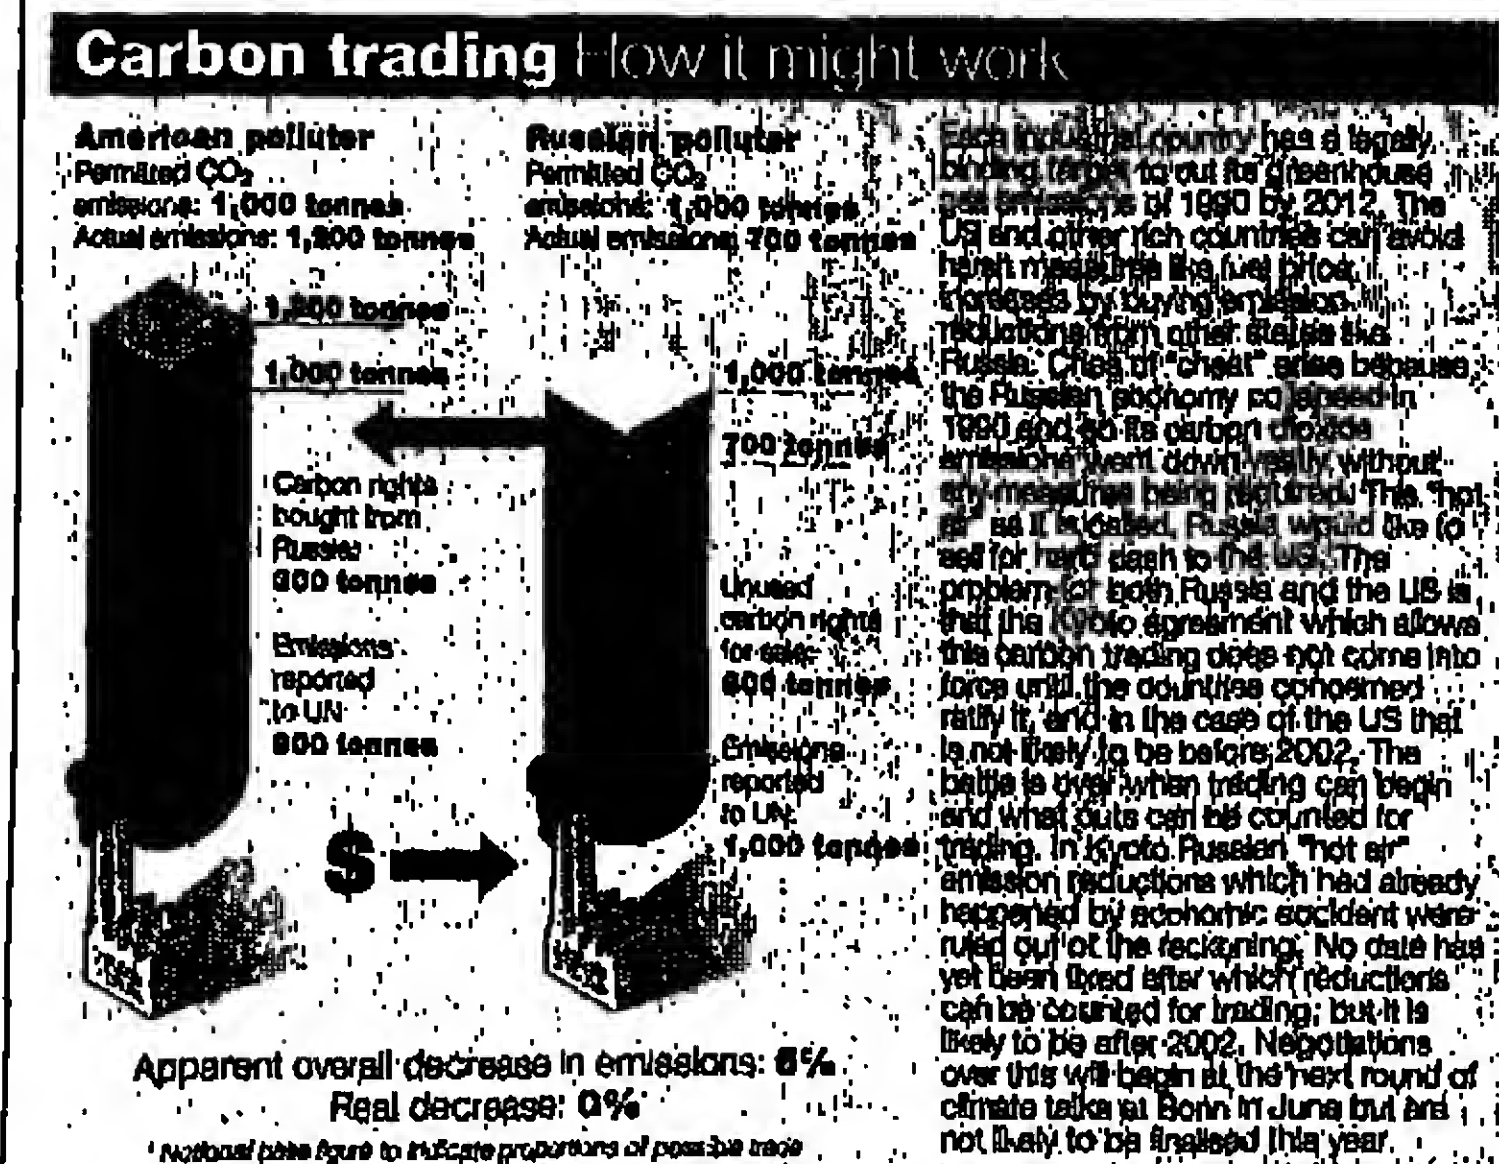 Carbon trading How it might work
American polluter
Permitted CO₂
emissions: 1,000 tonnes
Actual emissions: 1,200 tonnes
1,200 tonnes
1,000 tonnes
Carbon rights
bought from
Russia:
300 tonnes
Emissions
reported
to UN
900 tonnes
$
Russian polluter
Permitted CO₂
emissions: 1,000 tonnes
Actual emissions: 700 tonnes
1,000 tonnes
700 tonnes
Unused
carbon rights
for sale:
300 tonnes
Emissions
reported
to UN:
1,000 tonnes
Apparent overall decrease in emissions: 5%
Real decrease: 0%
Notional base figure to indicate proportions of possible trade
Each industrial country has a legally
binding target to cut its greenhouse
gas emissions of 1990 by 2012. The
US and other rich countries can avoid
harsh measures like fuel price
increases by buying emission
reductions from other states like
Russia. Cries of "cheat" arise because
the Russian economy collapsed in
1990 and so its carbon dioxide
emissions went down vastly without
any measures being required. This "hot
air" as it is called, Russia would like to
sell for hard cash to the US. The
problem for both Russia and the US is
that the Kyoto agreement which allows
this carbon trading does not come into
force until the countries concerned
ratify it, and in the case of the US that
is not likely to be before 2002. The
battle is over when trading can begin
and what cuts can be counted for
trading. In Kyoto Russian "hot air"
emission reductions which had already
happened by economic accident were
ruled out of the reckoning. No date has
yet been fixed after which reductions
can be counted for trading, but it is
likely to be after 2002. Negotiations
over this will begin at the next round of
climate talks at Bonn in June but are
not likely to be finalised this year.